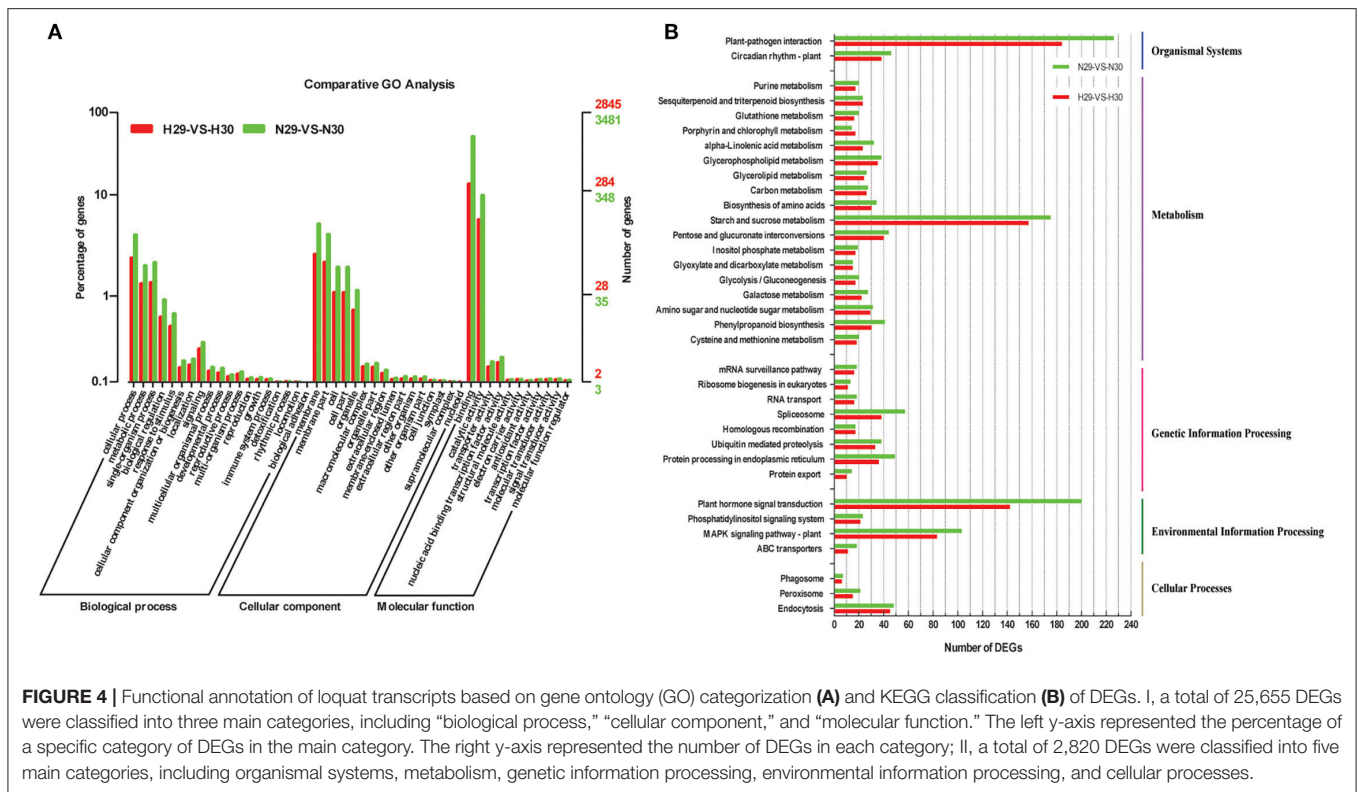 A
Comparative GO Analysis
H29-VS-H30
N29-VS-N30
Percentage of genes
100
10
1
0.1
2845
3481
284
348
28
35
2
3
Number of genes
cellular process
metabolic process
single-organism process
biological regulation
response to stimulus
cellular component organization or biogenesis
localization
signaling
multicellular organismal process
developmental process
reproductive process
multi-organism process
reproduction
growth
immune system process
detoxification
rhythmic process
locomotion
biological adhesion
membrane
membrane part
cell
cell part
organelle
macromolecular complex
organelle part
extracellular region
membrane-enclosed lumen
extracellular region part
other organism
other organism part
cell junction
symplast
supramolecular complex
nucleoid
binding
catalytic activity
transporter activity
nucleic acid binding transcription factor activity
structural molecule activity
electron carrier activity
antioxidant activity
transcription factor activity
molecular transducer activity
signal transducer activity
molecular function regulator
Biological process
Cellular component
Molecular function
B
Plant-pathogen interaction
Circadian rhythm - plant
Purine metabolism
Sesquiterpenoid and triterpenoid biosynthesis
Glutathione metabolism
Porphyrin and chlorophyll metabolism
alpha-Linolenic acid metabolism
Glycerophospholipid metabolism
Glycerolipid metabolism
Carbon metabolism
Biosynthesis of amino acids
Starch and sucrose metabolism
Pentose and glucuronate interconversions
Inositol phosphate metabolism
Glyoxylate and dicarboxylate metabolism
Glycolysis / Gluconeogenesis
Galactose metabolism
Amino sugar and nucleotide sugar metabolism
Phenylpropanoid biosynthesis
Cysteine and methionine metabolism
mRNA surveillance pathway
Ribosome biogenesis in eukaryotes
RNA transport
Spliceosome
Homologous recombination
Ubiquitin mediated proteolysis
Protein processing in endoplasmic reticulum
Protein export
Plant hormone signal transduction
Phosphatidylinositol signaling system
MAPK signaling pathway - plant
ABC transporters
Phagosome
Peroxisome
Endocytosis
0 20 40 60 80 100 120 140 160 180 200 220 240
Number of DEGs
N29-VS-N30
H29-VS-H30
Organismal Systems
Metabolism
Genetic Information Processing
Environmental Information Processing
Cellular Processes
FIGURE 4 | Functional annotation of loquat transcripts based on gene ontology (GO) categorization (A) and KEGG classification (B) of DEGs. I, a total of 25,655 DEGs
were classified into three main categories, including “biological process,” “cellular component,” and “molecular function.” The left y-axis represented the percentage of
a specific category of DEGs in the main category. The right y-axis represented the number of DEGs in each category; II, a total of 2,820 DEGs were classified into five
main categories, including organismal systems, metabolism, genetic information processing, environmental information processing, and cellular processes.